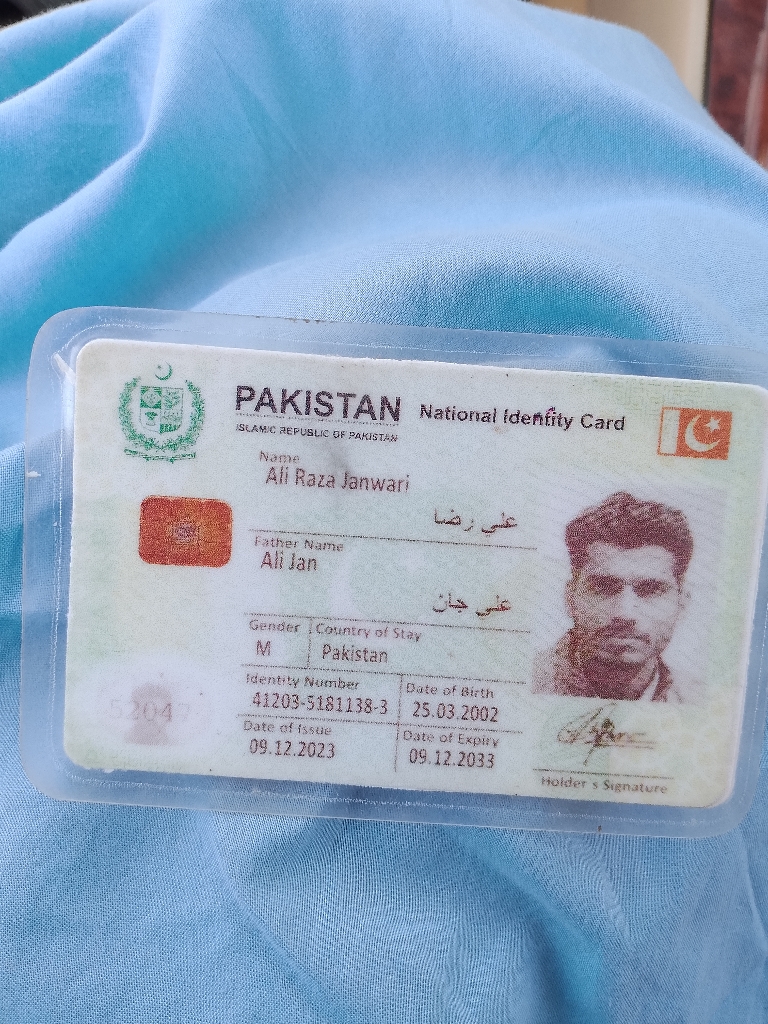 PAKISTAN National Identity Card
ISLAMIC REPUBLIC OF PAKISTAN
Name
Ali Raza Janwari
علی رضا
Father Name
Ali Jan
علی جان
Gender Country of Stay
M Pakistan
Identity Number Date of Birth
41203-5181138-3 25.03.2002
Date of Issue Date of Expiry
09.12.2023 09.12.2033
Holder's Signature